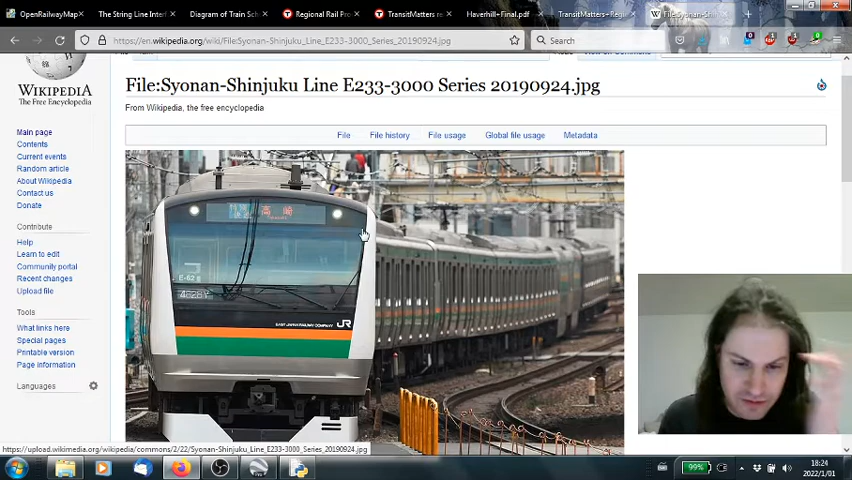 OpenRailwayMap
The String Line Inter
Diagram of Train Sc
Regional Rail Pro
TransitMatters re
Haverhill+Final.pdf
TransitMatters+Regi
File:Syonan-Shin
https://en.wikipedia.org/wiki/File:Syonan-Shinjuku_Line_E233-3000_Series_20190924.jpg
Search
WIKIPEDIA
The Free Encyclopedia
File:Syonan-Shinjuku Line E233-3000 Series 20190924.jpg
From Wikipedia, the free encyclopedia
File
File history
File usage
Global file usage
Metadata
Main page
Contents
Current events
Random article
About Wikipedia
Contact us
Donate
Contribute
Help
Learn to edit
Community portal
Recent changes
Upload file
Tools
What links here
Special pages
Printable version
Page information
Languages
高崎
E-62
EAST JAPAN RAILWAY COMPANY
JR
https://upload.wikimedia.org/wikipedia/commons/2/22/Syonan-Shinjuku_Line_E233-3000_Series_20190924.jpg
99%
18:24
2022/1/01